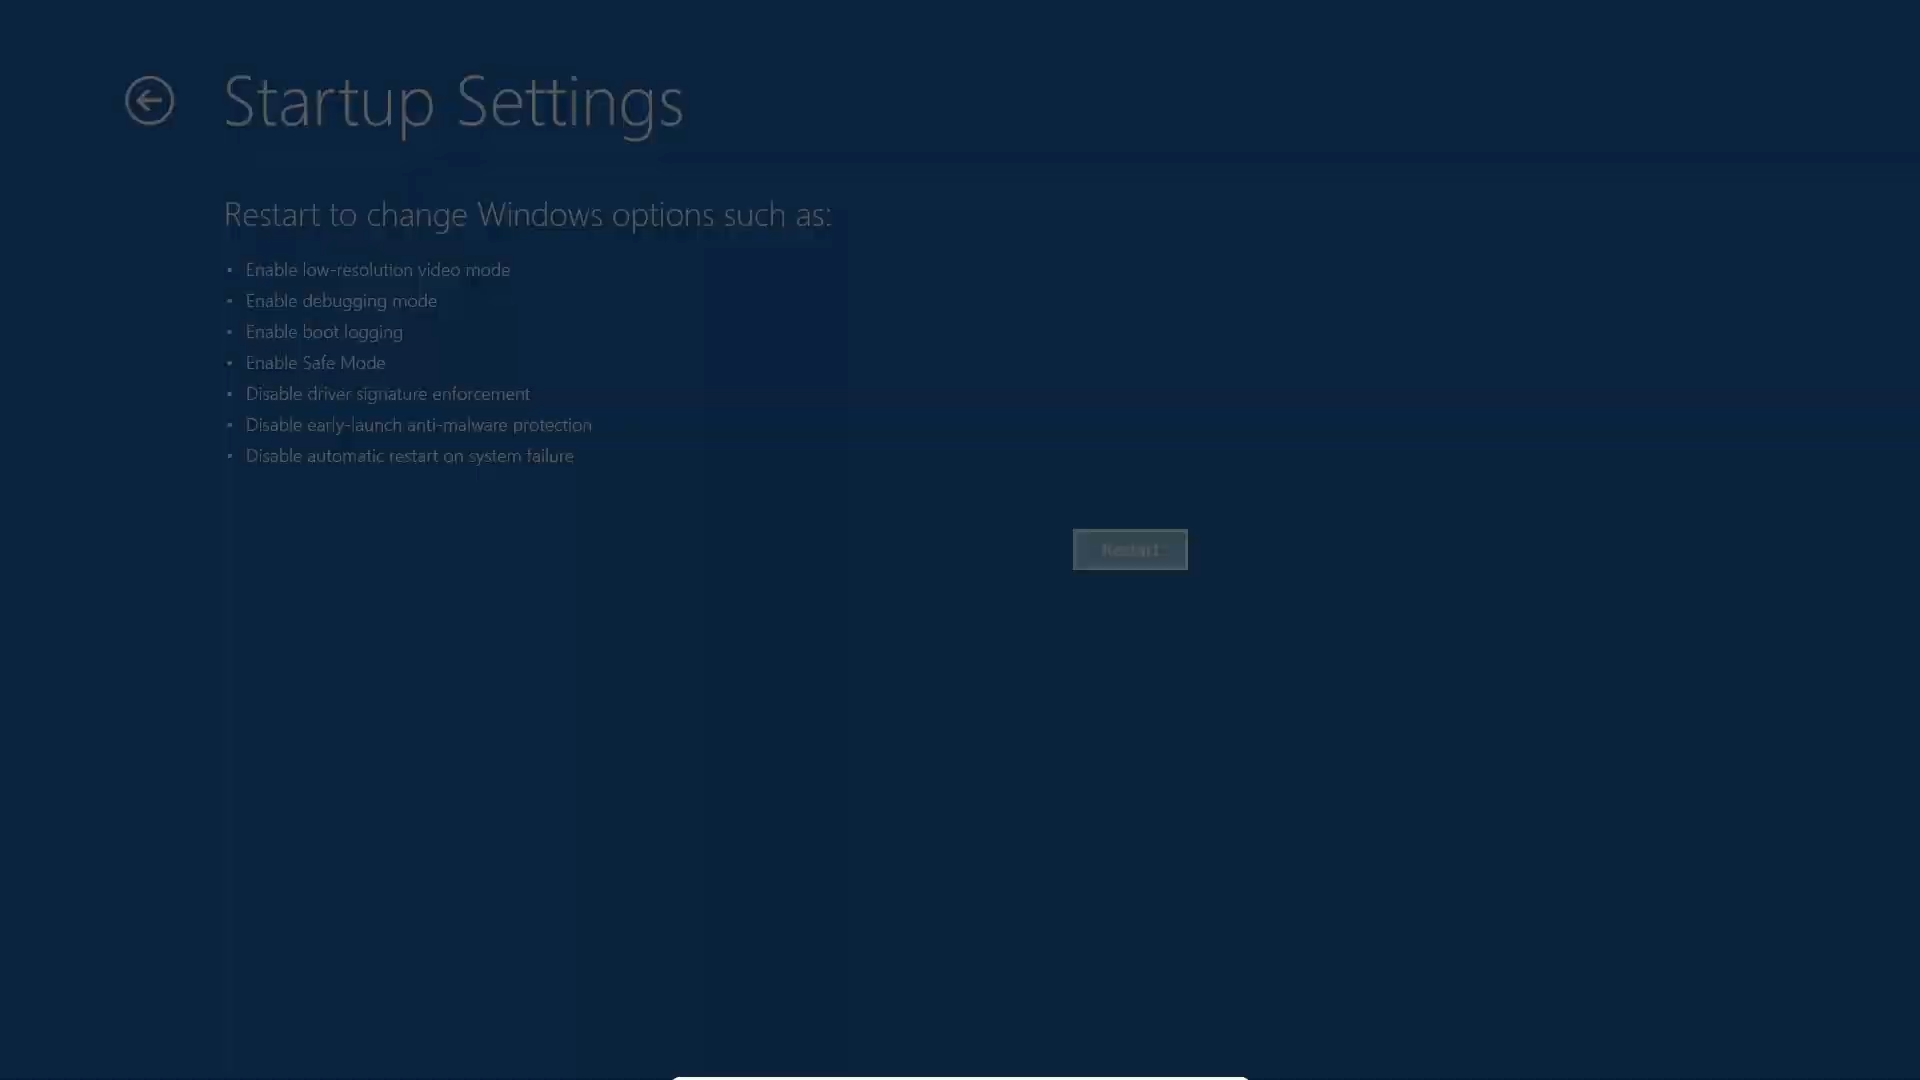 Startup Settings
Restart to change Windows options such as:
• Enable low-resolution video mode
• Enable debugging mode
• Enable boot logging
• Enable Safe Mode
• Disable driver signature enforcement
• Disable early-launch anti-malware protection
• Disable automatic restart on system failure
Restart